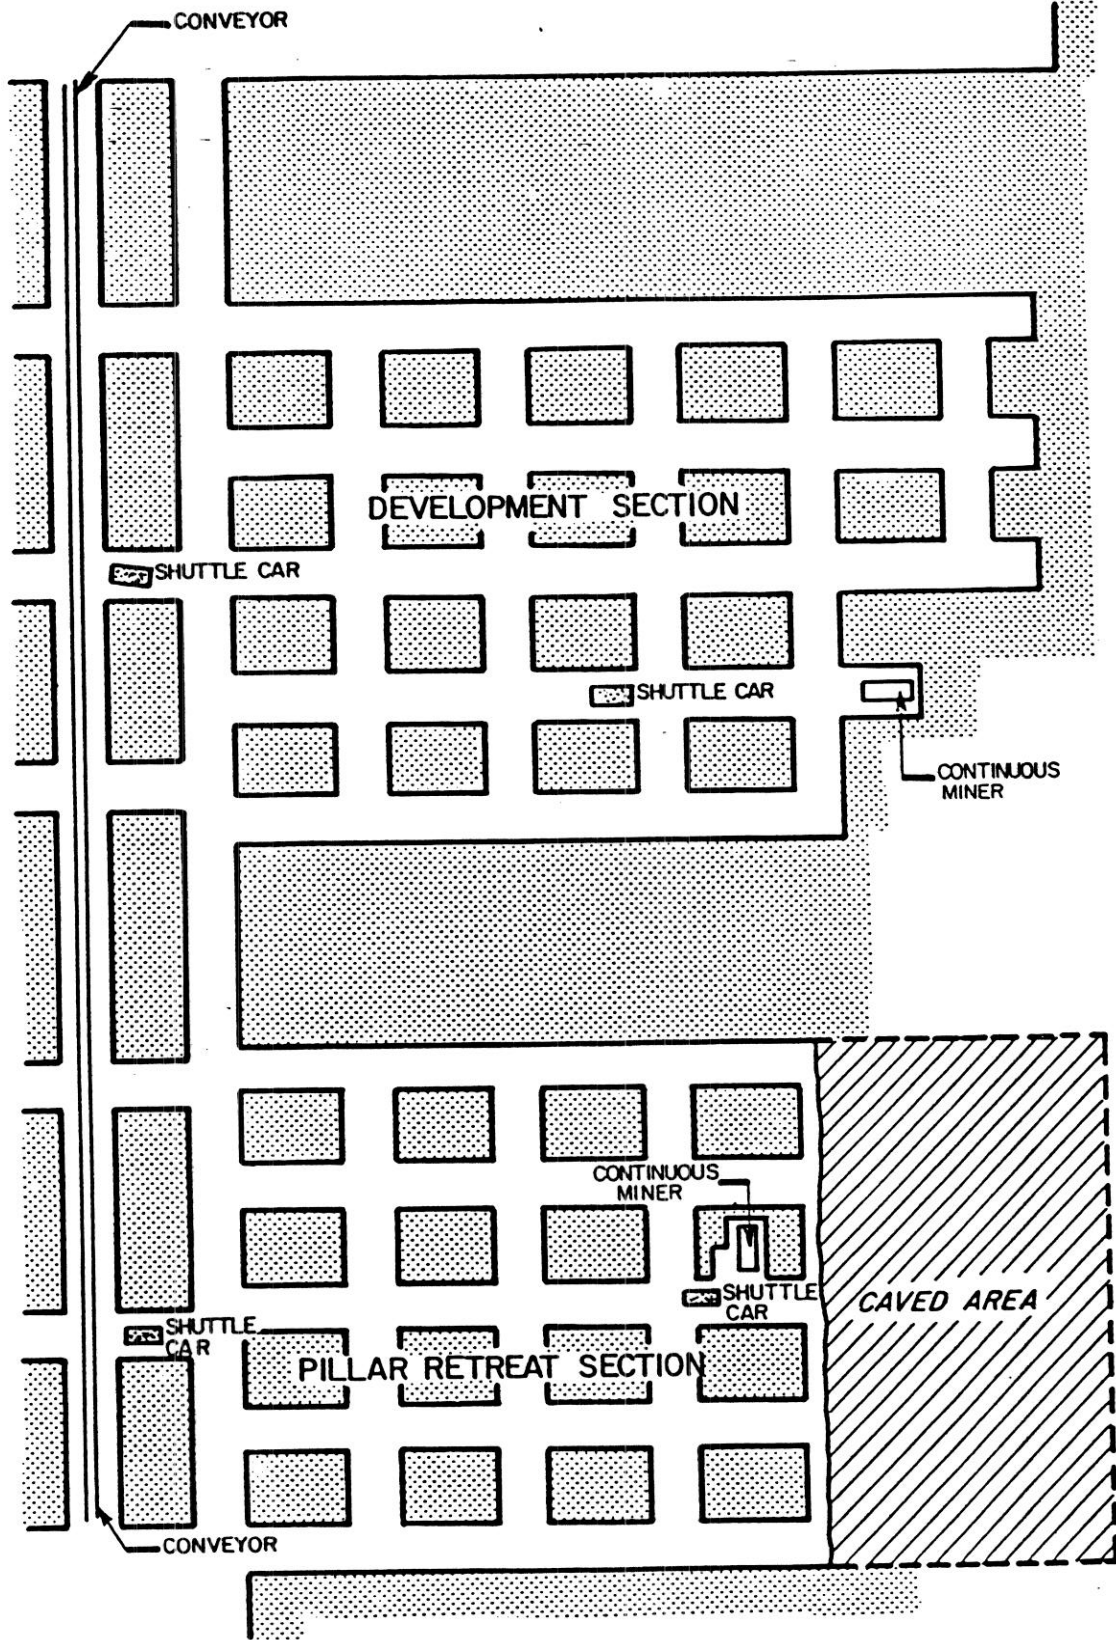 CONVEYOR
DEVELOPMENT SECTION
SHUTTLE CAR
SHUTTLE CAR
CONTINUOUS
MINER
CONTINUOUS
MINER
SHUTTLE
CAR
CAVED AREA
SHUTTLE
CAR
PILLAR RETREAT SECTION
CONVEYOR